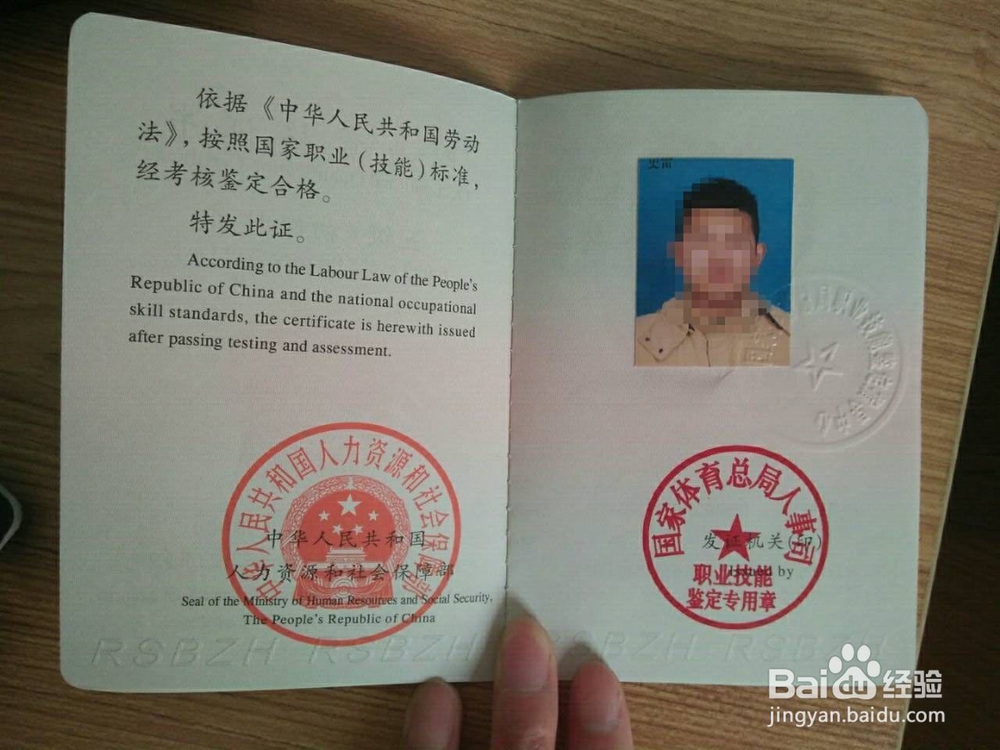 依据《中华人民共和国劳动
法》,按照国家职业(技能)标准,
经考核鉴定合格。
特发此证。
According to the Labour Law of the People's
Republic of China and the national occupational
skill standards, the certificate is herewith issued
after passing testing and assessment.
中华人民共和国人力资源和社会保障部
中华人民共和国
人力资源和社会保障部
Seal of the Ministry of Human Resources and Social Security,
The People's Republic of China
RSBZH RSBZH RSBZH
国家体育总局人事司
发证机关(印)
Issued by
职业技能
鉴定专用章
Baidu经验
jingyan.baidu.com